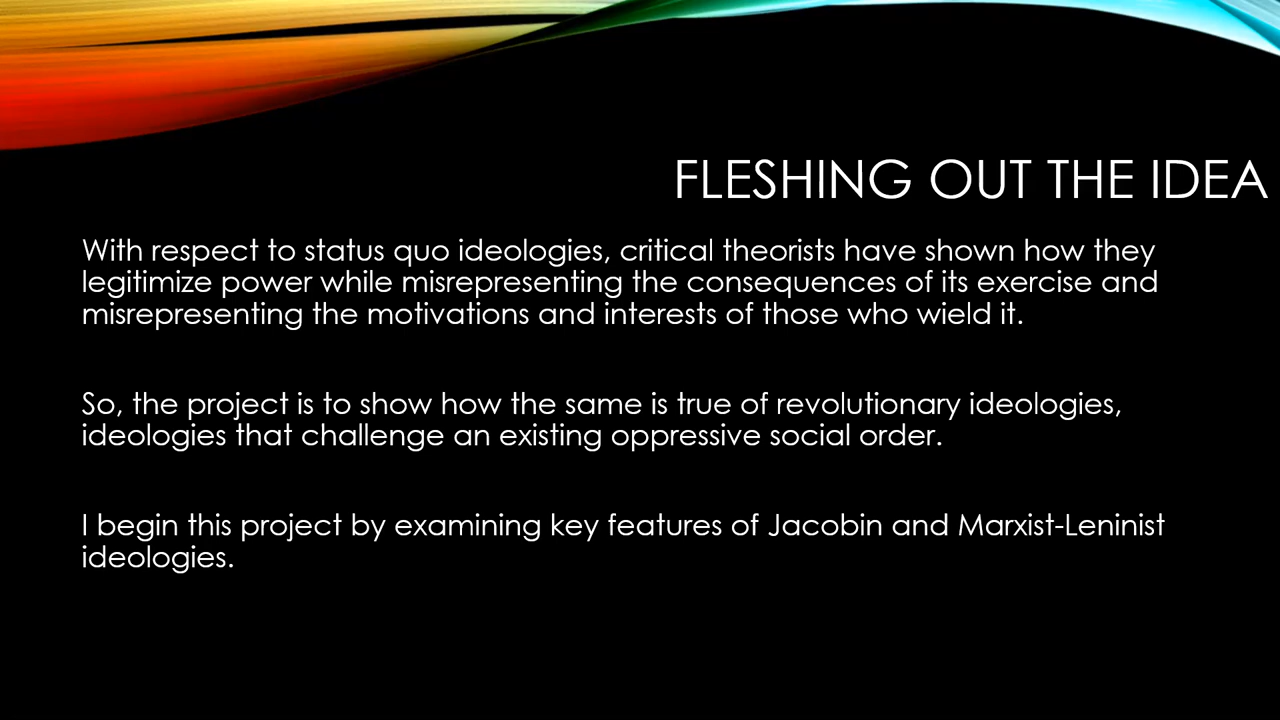 FLESHING OUT THE IDEA
With respect to status quo ideologies, critical theorists have shown how they
legitimize power while misrepresenting the consequences of its exercise and
misrepresenting the motivations and interests of those who wield it.
So, the project is to show how the same is true of revolutionary ideologies,
ideologies that challenge an existing oppressive social order.
I begin this project by examining key features of Jacobin and Marxist-Leninist
ideologies.